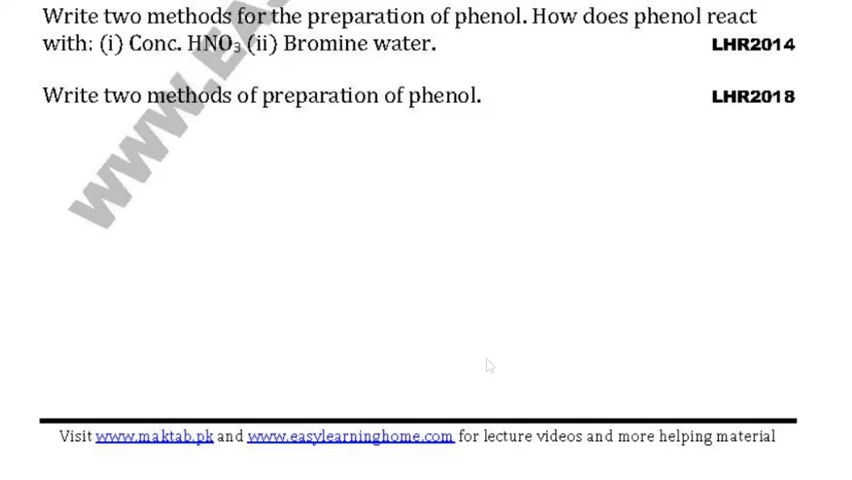 Write two methods for the preparation of phenol. How does phenol react
with: (i) Conc. HNO₃ (ii) Bromine water. LHR2014
Write two methods of preparation of phenol. LHR2018
WWW.EA
Visit www.maktab.pk and www.easylearninghome.com for lecture videos and more helping material